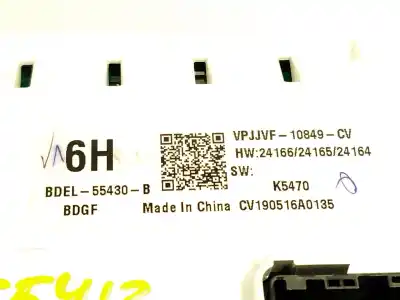 6H
VPJJVF-10849-CV
HW:24166/24165/24164
SW:
K5470
BDEL-55430-B
BDGF
Made In China CV190516A0135